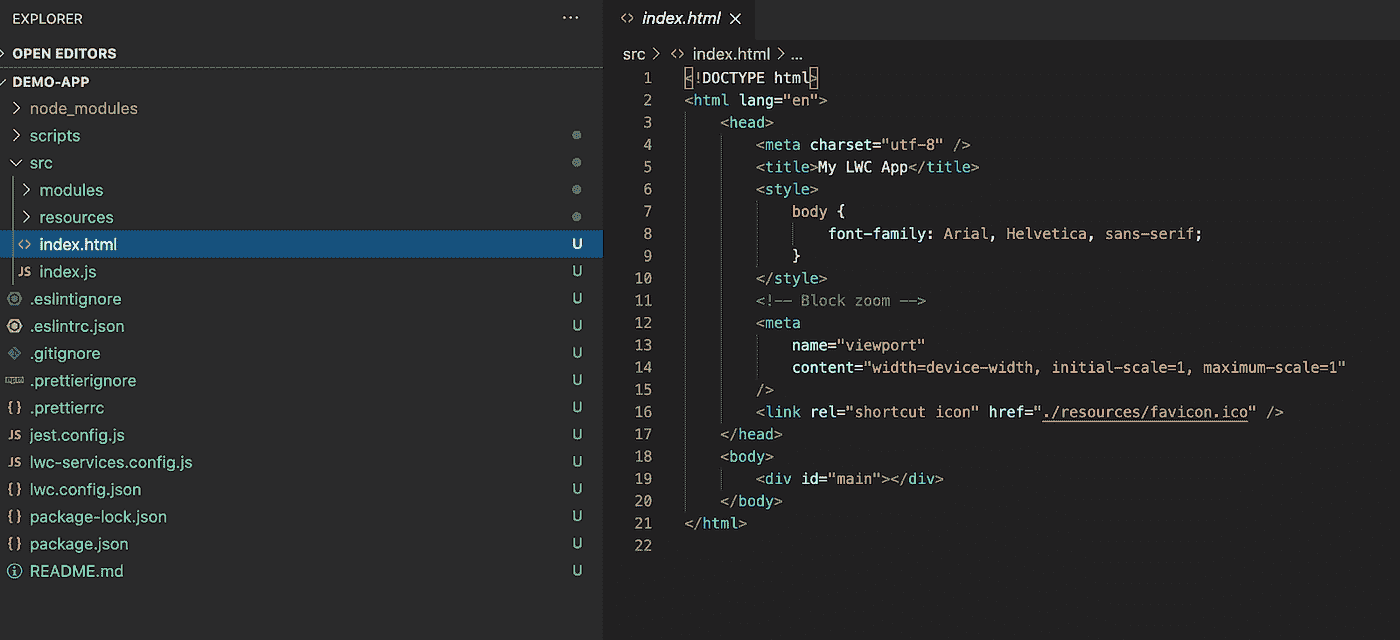 EXPLORER ...
OPEN EDITORS
DEMO-APP
node_modules
scripts
src
modules
resources
<> index.html U
JS index.js U
.eslintignore U
.eslintrc.json U
.gitignore U
npm .prettierignore U
{} .prettierrc U
JS jest.config.js U
JS lwc-services.config.js U
{} lwc.config.json U
{} package-lock.json U
{} package.json U
README.md U
<> index.html ×
src > <> index.html > ...
1 <!DOCTYPE html>
2 <html lang="en">
3 <head>
4 <meta charset="utf-8" />
5 <title>My LWC App</title>
6 <style>
7 body {
8 font-family: Arial, Helvetica, sans-serif;
9 }
10 </style>
11 <!-- Block zoom -->
12 <meta
13 name="viewport"
14 content="width=device-width, initial-scale=1, maximum-scale=1"
15 />
16 <link rel="shortcut icon" href="./resources/favicon.ico" />
17 </head>
18 <body>
19 <div id="main"></div>
20 </body>
21 </html>
22